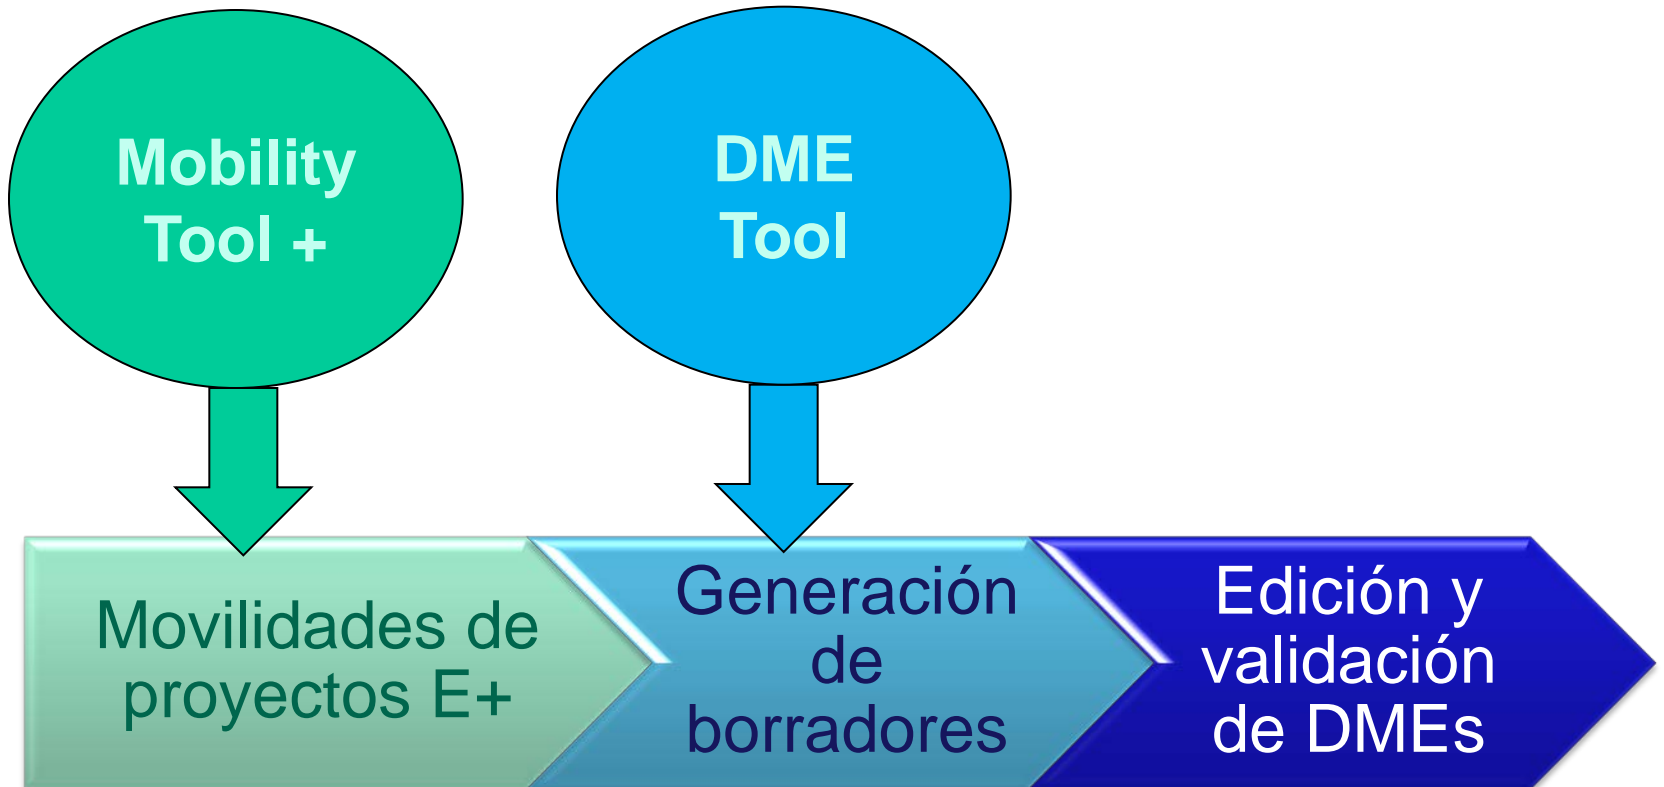 Mobility
Tool +
DME
Tool
Movilidades de
proyectos E+
Generación
de
borradores
Edición y
validación
de DMEs